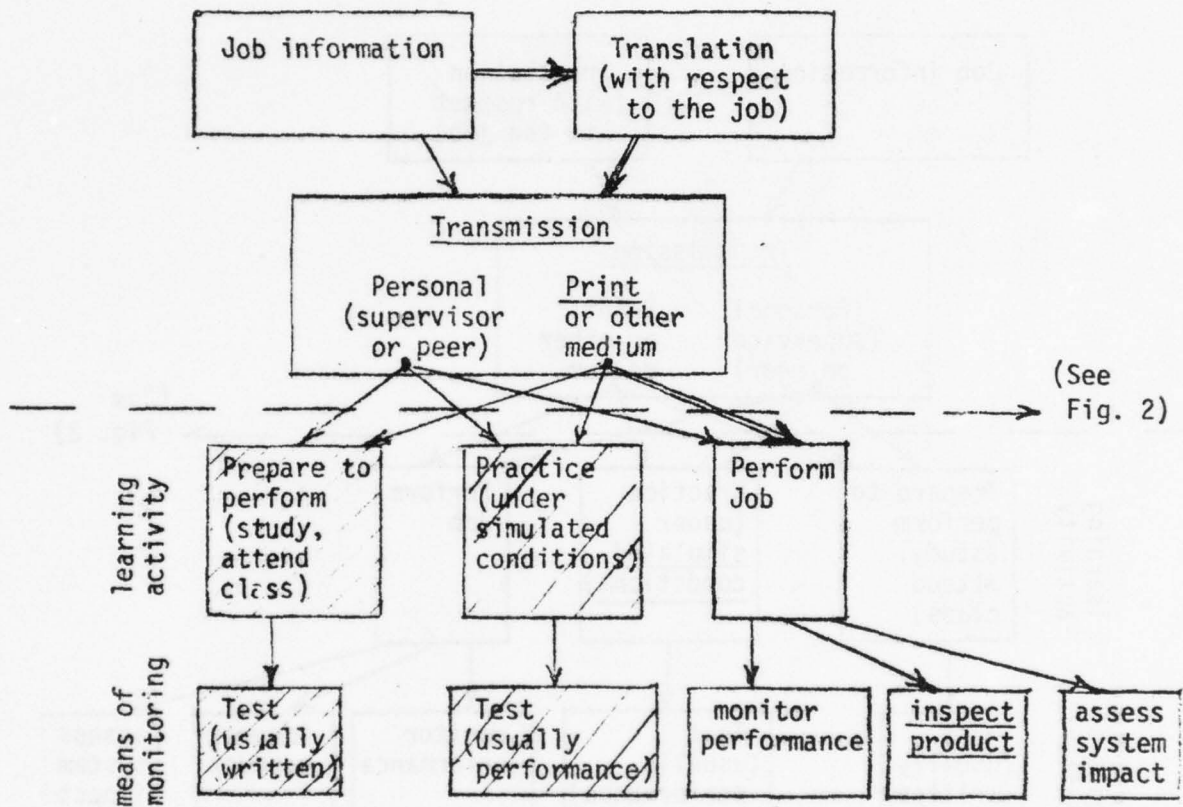 Job information
Translation
(with respect
to the job)
Transmission
Personal
(supervisor
or peer)
Print
or other
medium
(See
Fig. 2)
learning
activity
Prepare to
perform
(study,
attend
class)
Practice
(under
simulated
conditions)
Perform
Job
means of
monitoring
Test
(usually
written)
Test
(usually
performance)
monitor
performance
inspect
product
assess
system
impact